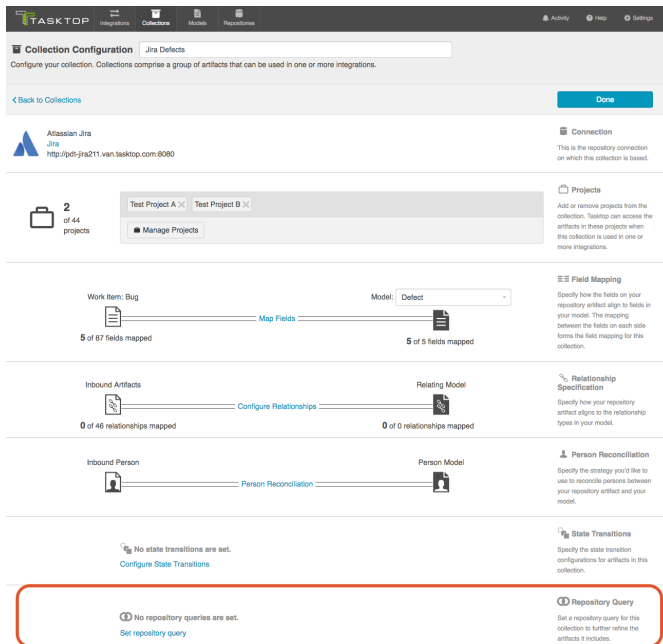 TASKTOP
Integrations
Collections
Models
Repositories
Activity
Help
Settings
Collection Configuration
Jira Defects
Configure your collection. Collections comprise a group of artifacts that can be used in one or more integrations.
Back to Collections
Done
Atlassian Jira
Jira
http://pdt-jira211.van.tasktop.com:8080
Connection
This is the repository connection
on which this collection is based.
2
of 44
projects
Test Project A
Test Project B
Manage Projects
Projects
Add or remove projects from the
collection. Tasktop can access the
artifacts in these projects when
this collection is used in one or
more integrations.
Work Item: Bug
Model:
Defect
Map Fields
5 of 87 fields mapped
5 of 5 fields mapped
Field Mapping
Specify how the fields on your
repository artifact align to fields in
your model. The mapping
between the fields on each side
forms the field mapping for this
collection.
Inbound Artifacts
Relating Model
Configure Relationships
0 of 46 relationships mapped
0 of 0 relationships mapped
Relationship
Specification
Specify how your repository
artifact aligns to the relationship
types in your model.
Inbound Person
Person Model
Person Reconciliation
Person Reconciliation
Specify the strategy you'd like to
use to reconcile persons between
your repository artifact and your
model.
No state transitions are set.
Configure State Transitions
State Transitions
Specify the state transition
configurations for artifacts in this
collection.
No repository queries are set.
Set repository query
Repository Query
Set a repository query for this
collection to further refine the
artifacts it includes.